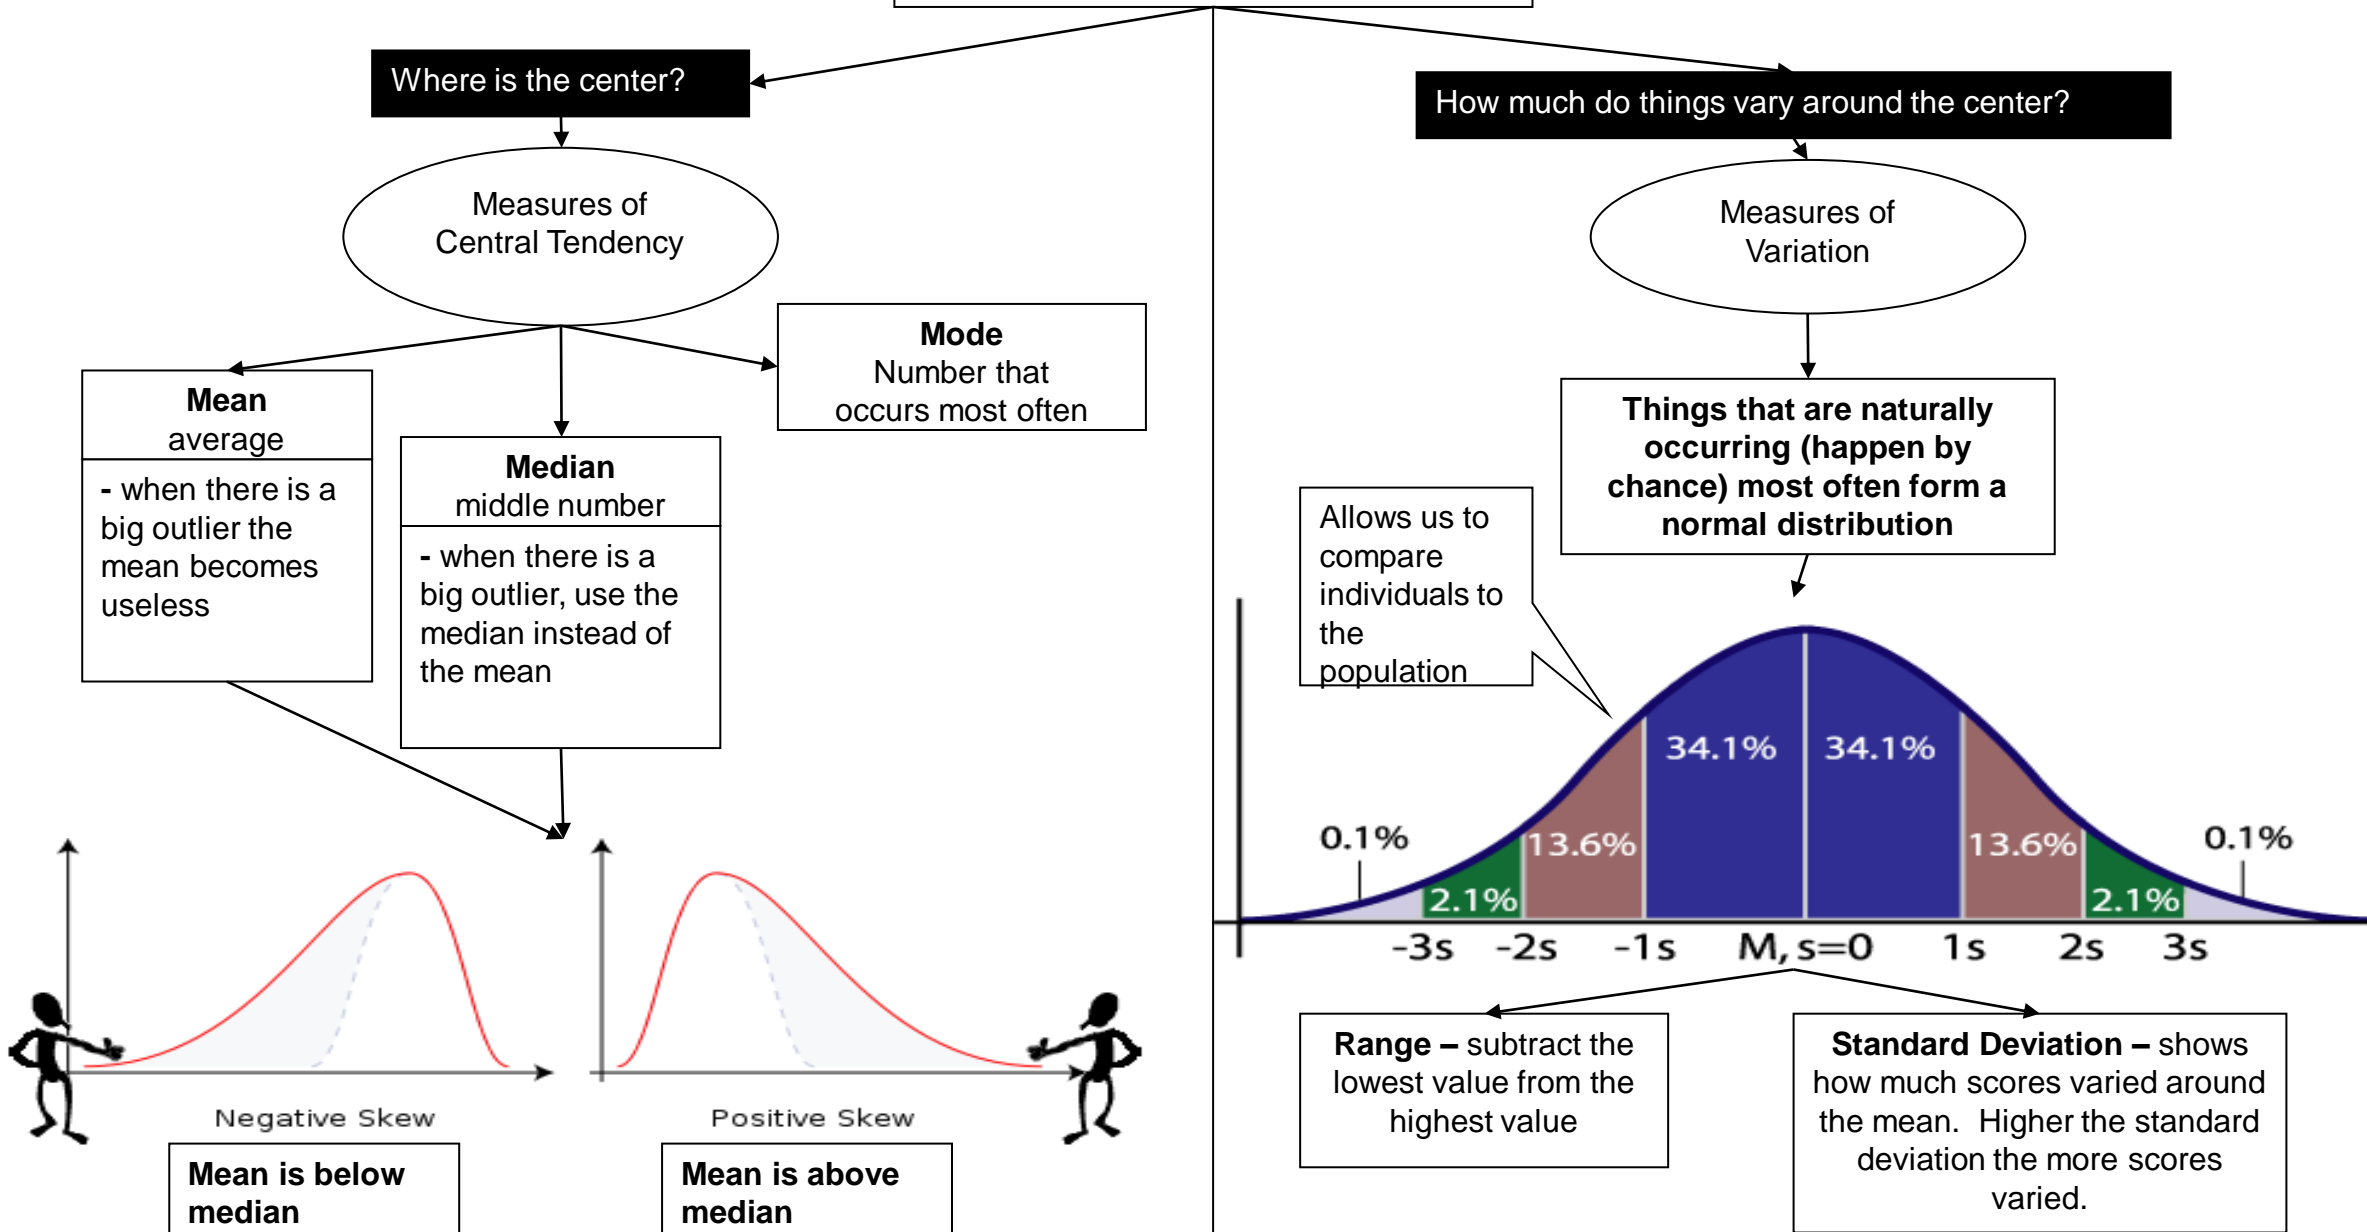 Where is the center?
Measures of
Central Tendency
Mode
Number that
occurs most often
Mean
average
- when there is a
big outlier the
mean becomes
useless
Median
middle number
- when there is a
big outlier, use the
median instead of
the mean
Negative Skew
Positive Skew
Mean is below
median
Mean is above
median
How much do things vary around the center?
Measures of
Variation
Things that are naturally
occurring (happen by
chance) most often form a
normal distribution
Allows us to
compare
individuals to
the
population
34.1% 34.1%
0.1% 13.6% 13.6% 0.1%
2.1% 2.1%
-3s -2s -1s M, s=0 1s 2s 3s
Range – subtract the
lowest value from the
highest value
Standard Deviation – shows
how much scores varied around
the mean.  Higher the standard
deviation the more scores
varied.